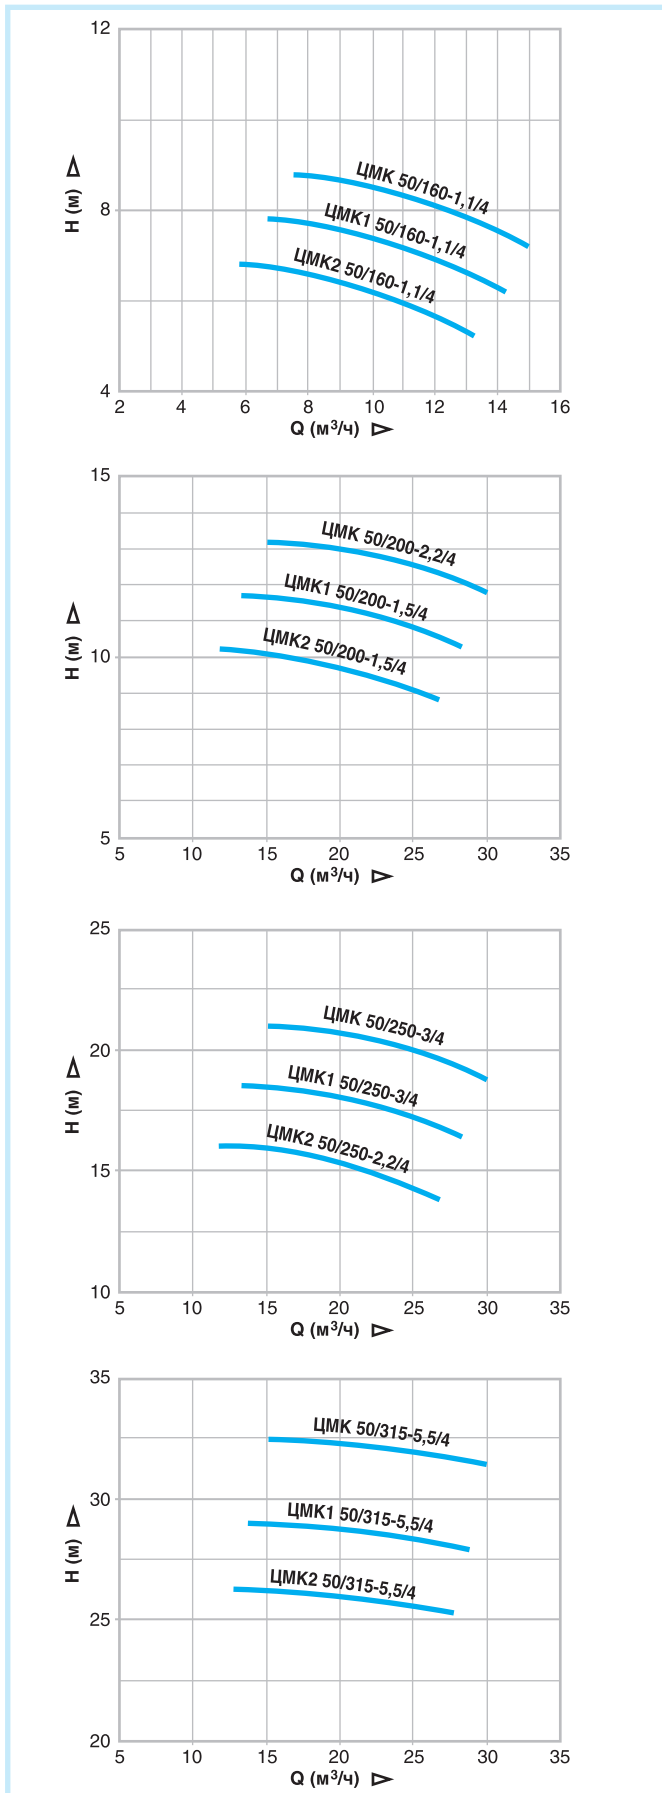 12
H (м)
8
ЦМК 50/160-1,1/4
ЦМК1 50/160-1,1/4
ЦМК2 50/160-1,1/4
4
2 4 6 8 10 12 14 16
Q (м³/ч)
15
ЦМК 50/200-2,2/4
ЦМК1 50/200-1,5/4
H (м)
10
ЦМК2 50/200-1,5/4
5
5 10 15 20 25 30 35
Q (м³/ч)
25
ЦМК 50/250-3/4
20
H (м)
ЦМК1 50/250-3/4
ЦМК2 50/250-2,2/4
15
10
5 10 15 20 25 30 35
Q (м³/ч)
35
ЦМК 50/315-5,5/4
30
H (м)
ЦМК1 50/315-5,5/4
ЦМК2 50/315-5,5/4
25
20
5 10 15 20 25 30 35
Q (м³/ч)